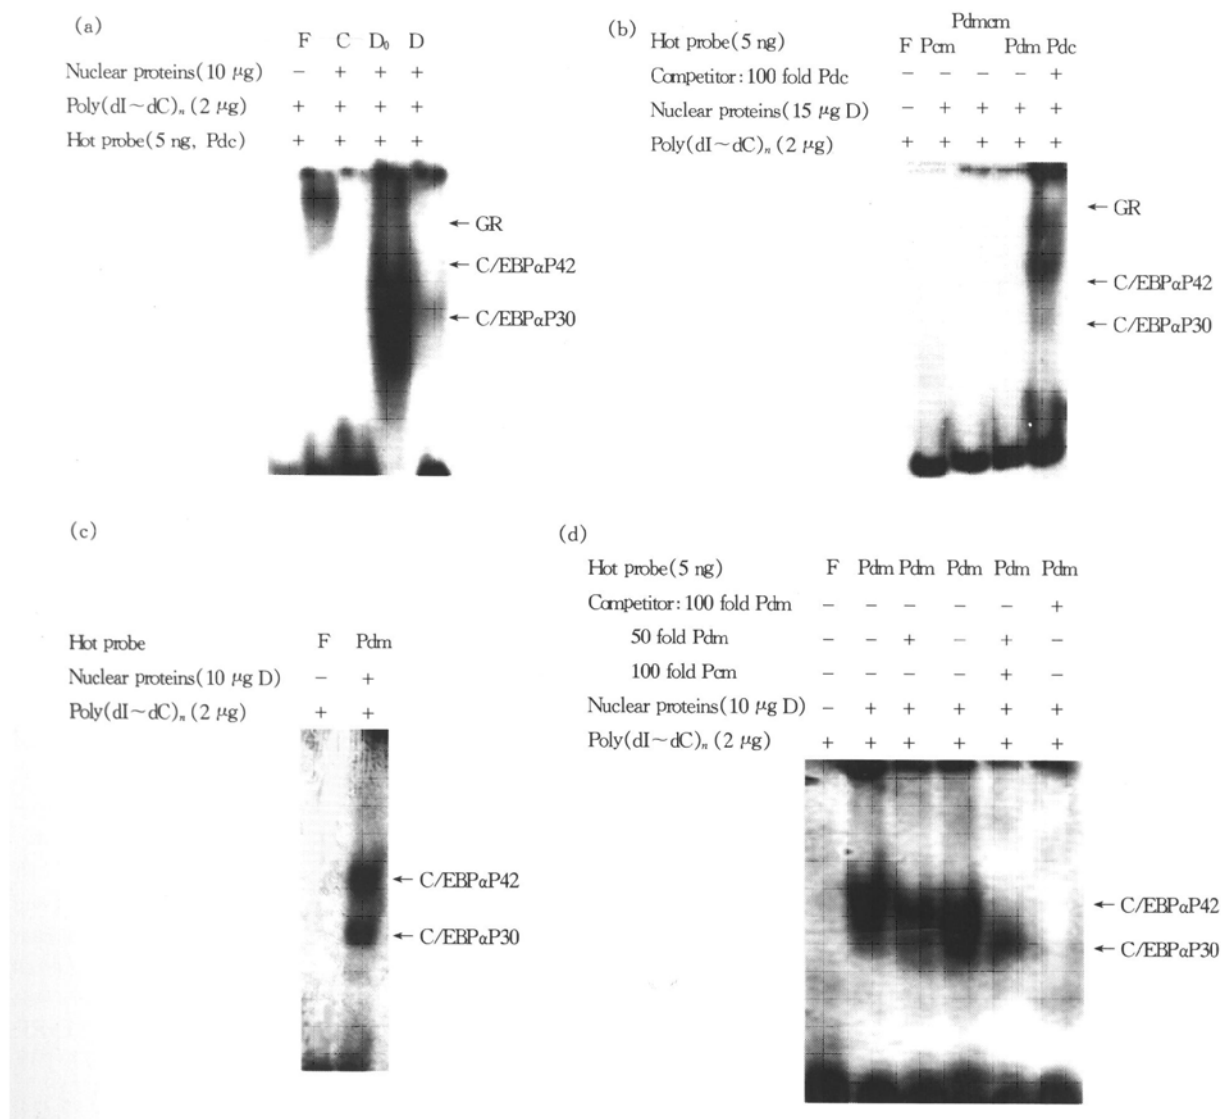 (a)
F C D₀ D
Nuclear proteins(10 μg) − + + +
Poly(dI~dC)ₙ (2 μg) + + + +
Hot probe(5 ng, Pdc) + + + +
← GR
← C/EBPαP42
← C/EBPαP30
(b)
Pdmcm
Hot probe(5 ng) F Pcm Pdm Pdc
Competitor:100 fold Pdc − − − − +
Nuclear proteins(15 μg D) − + + + +
Poly(dI~dC)ₙ (2 μg) + + + + +
← GR
← C/EBPαP42
← C/EBPαP30
(c)
Hot probe F Pdm
Nuclear proteins(10 μg D) − +
Poly(dI~dC)ₙ (2 μg) + +
← C/EBPαP42
← C/EBPαP30
(d)
Hot probe(5 ng) F Pdm Pdm Pdm Pdm Pdm
Competitor:100 fold Pdm − − − − − +
50 fold Pdm − − + − + −
100 fold Pcm − − − − + −
Nuclear proteins(10 μg D) − + + + + +
Poly(dI~dC)ₙ (2 μg) + + + + + +
← C/EBPαP42
← C/EBPαP30